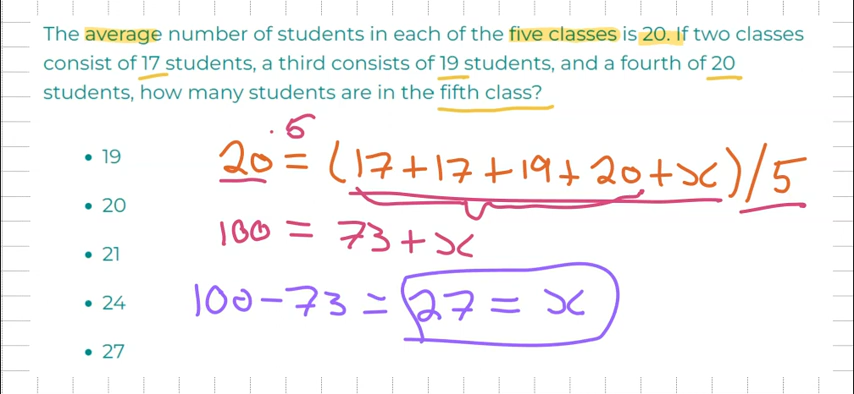 The average number of students in each of the five classes is 20. If two classes
consist of 17 students, a third consists of 19 students, and a fourth of 20
students, how many students are in the fifth class?
• 19
• 20
• 21
• 24
• 27
.5
20 = (17+17+19+20+x)/5
100 = 73+x
100-73 = 27 = x